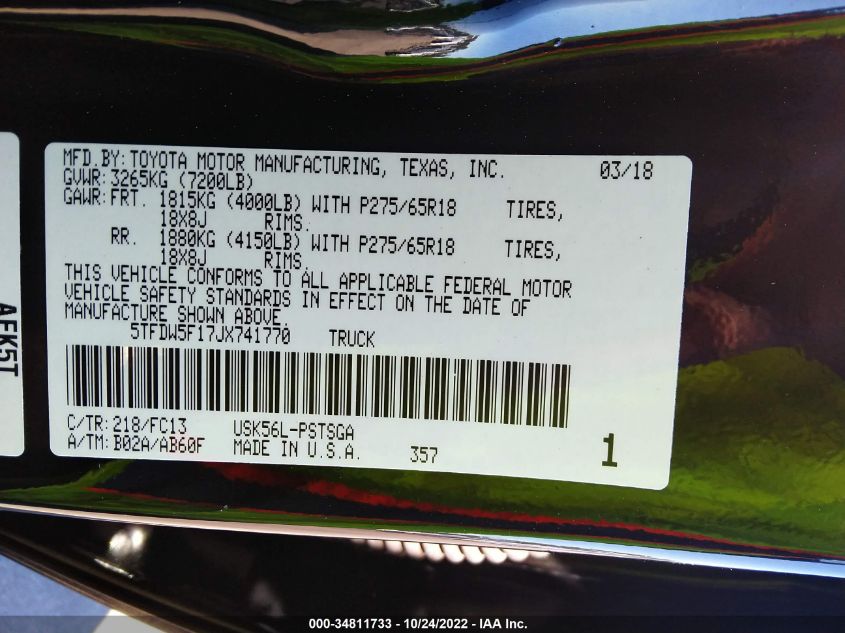 MFD.BY:TOYOTA MOTOR MANUFACTURING, TEXAS, INC. 03/18
GVWR:3265KG (7200LB)
GAWR:FRT. 1815KG (4000LB) WITH P275/65R18 TIRES,
18X8J RIMS.
RR. 1880KG (4150LB) WITH P275/65R18 TIRES,
18X8J RIMS.
THIS VEHICLE CONFORMS TO ALL APPLICABLE FEDERAL MOTOR
VEHICLE SAFETY STANDARDS IN EFFECT ON THE DATE OF
MANUFACTURE SHOWN ABOVE.
5TFDW5F17JX741770 TRUCK
C/TR:218/FC13 USK56L-PSTSGA
A/TM:B02A/AB60F MADE IN U.S.A. 357 1
AFK5T
000-34811733 - 10/24/2022 - IAA Inc.